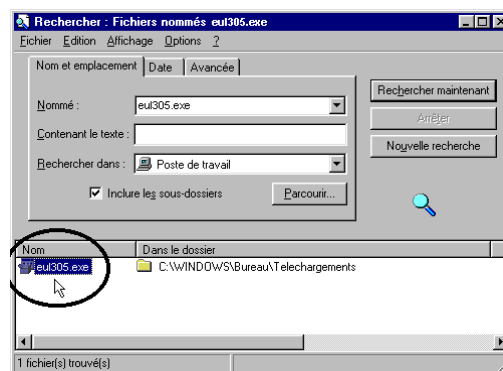 Rechercher : Fichiers nommés eul305.exe
Fichier Edition Affichage Options ?
Nom et emplacement Date Avancée
Nommé : eul305.exe
Contenant le texte :
Rechercher dans : Poste de travail
Inclure les sous-dossiers Parcourir...
Rechercher maintenant
Arrêter
Nouvelle recherche
Nom Dans le dossier
eul305.exe C:\WINDOWS\Bureau\Telechargements
1 fichier(s) trouvé(s)